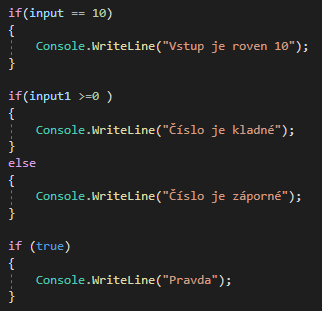 if(input == 10)
{
Console.WriteLine("Vstup je roven 10");
}
if(input1 >=0 )
{
Console.WriteLine("Číslo je kladné");
}
else
{
Console.WriteLine("Číslo je záporné");
}
if (true)
{
Console.WriteLine("Pravda");
}